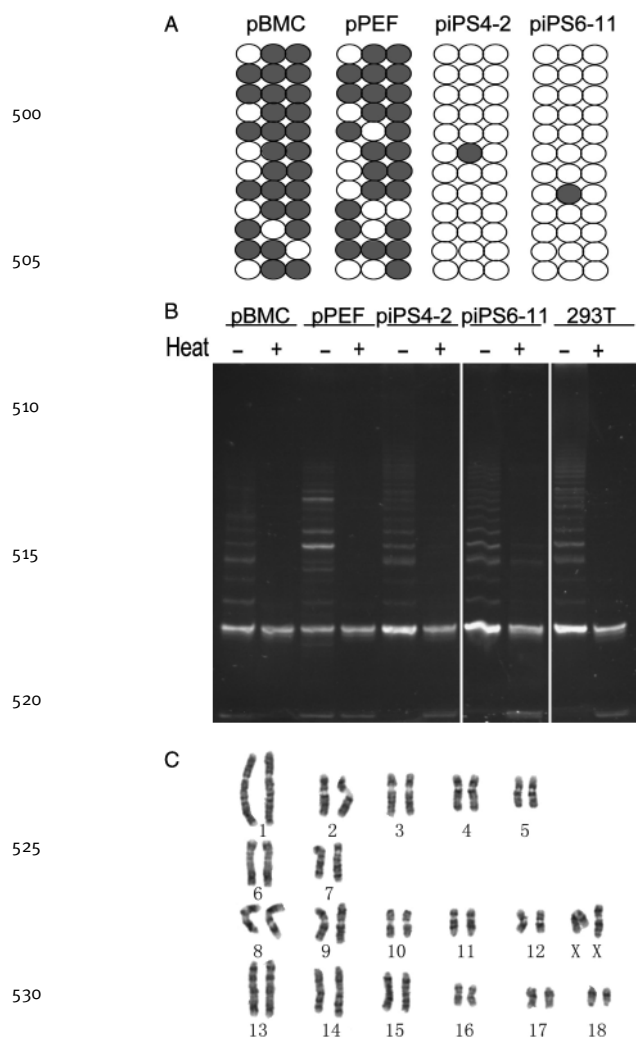 A
pBMC pPEF piPS4-2 piPS6-11
500
505
B
pBMC pPEF piPS4-2 piPS6-11 293T
Heat − + − + − + − + − +
510
515
520
C
1 2 3 4 5
525
6 7
8 9 10 11 12 X X
530
13 14 15 16 17 18